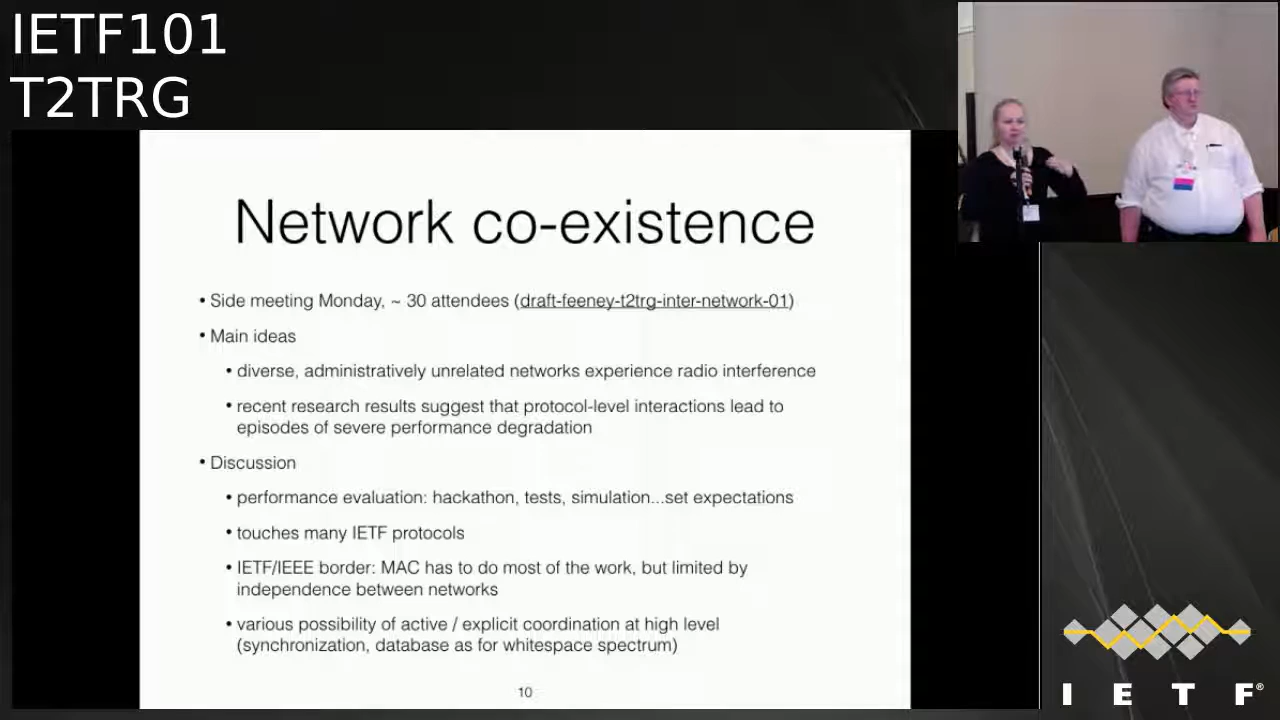 IETF101
T2TRG
Network co-existence
• Side meeting Monday, ~ 30 attendees (draft-feeney-t2trg-inter-network-01)
• Main ideas
• diverse, administratively unrelated networks experience radio interference
• recent research results suggest that protocol-level interactions lead to
episodes of severe performance degradation
• Discussion
• performance evaluation: hackathon, tests, simulation...set expectations
• touches many IETF protocols
• IETF/IEEE border: MAC has to do most of the work, but limited by
independence between networks
• various possibility of active / explicit coordination at high level
(synchronization, database as for whitespace spectrum)
10
I E T F®